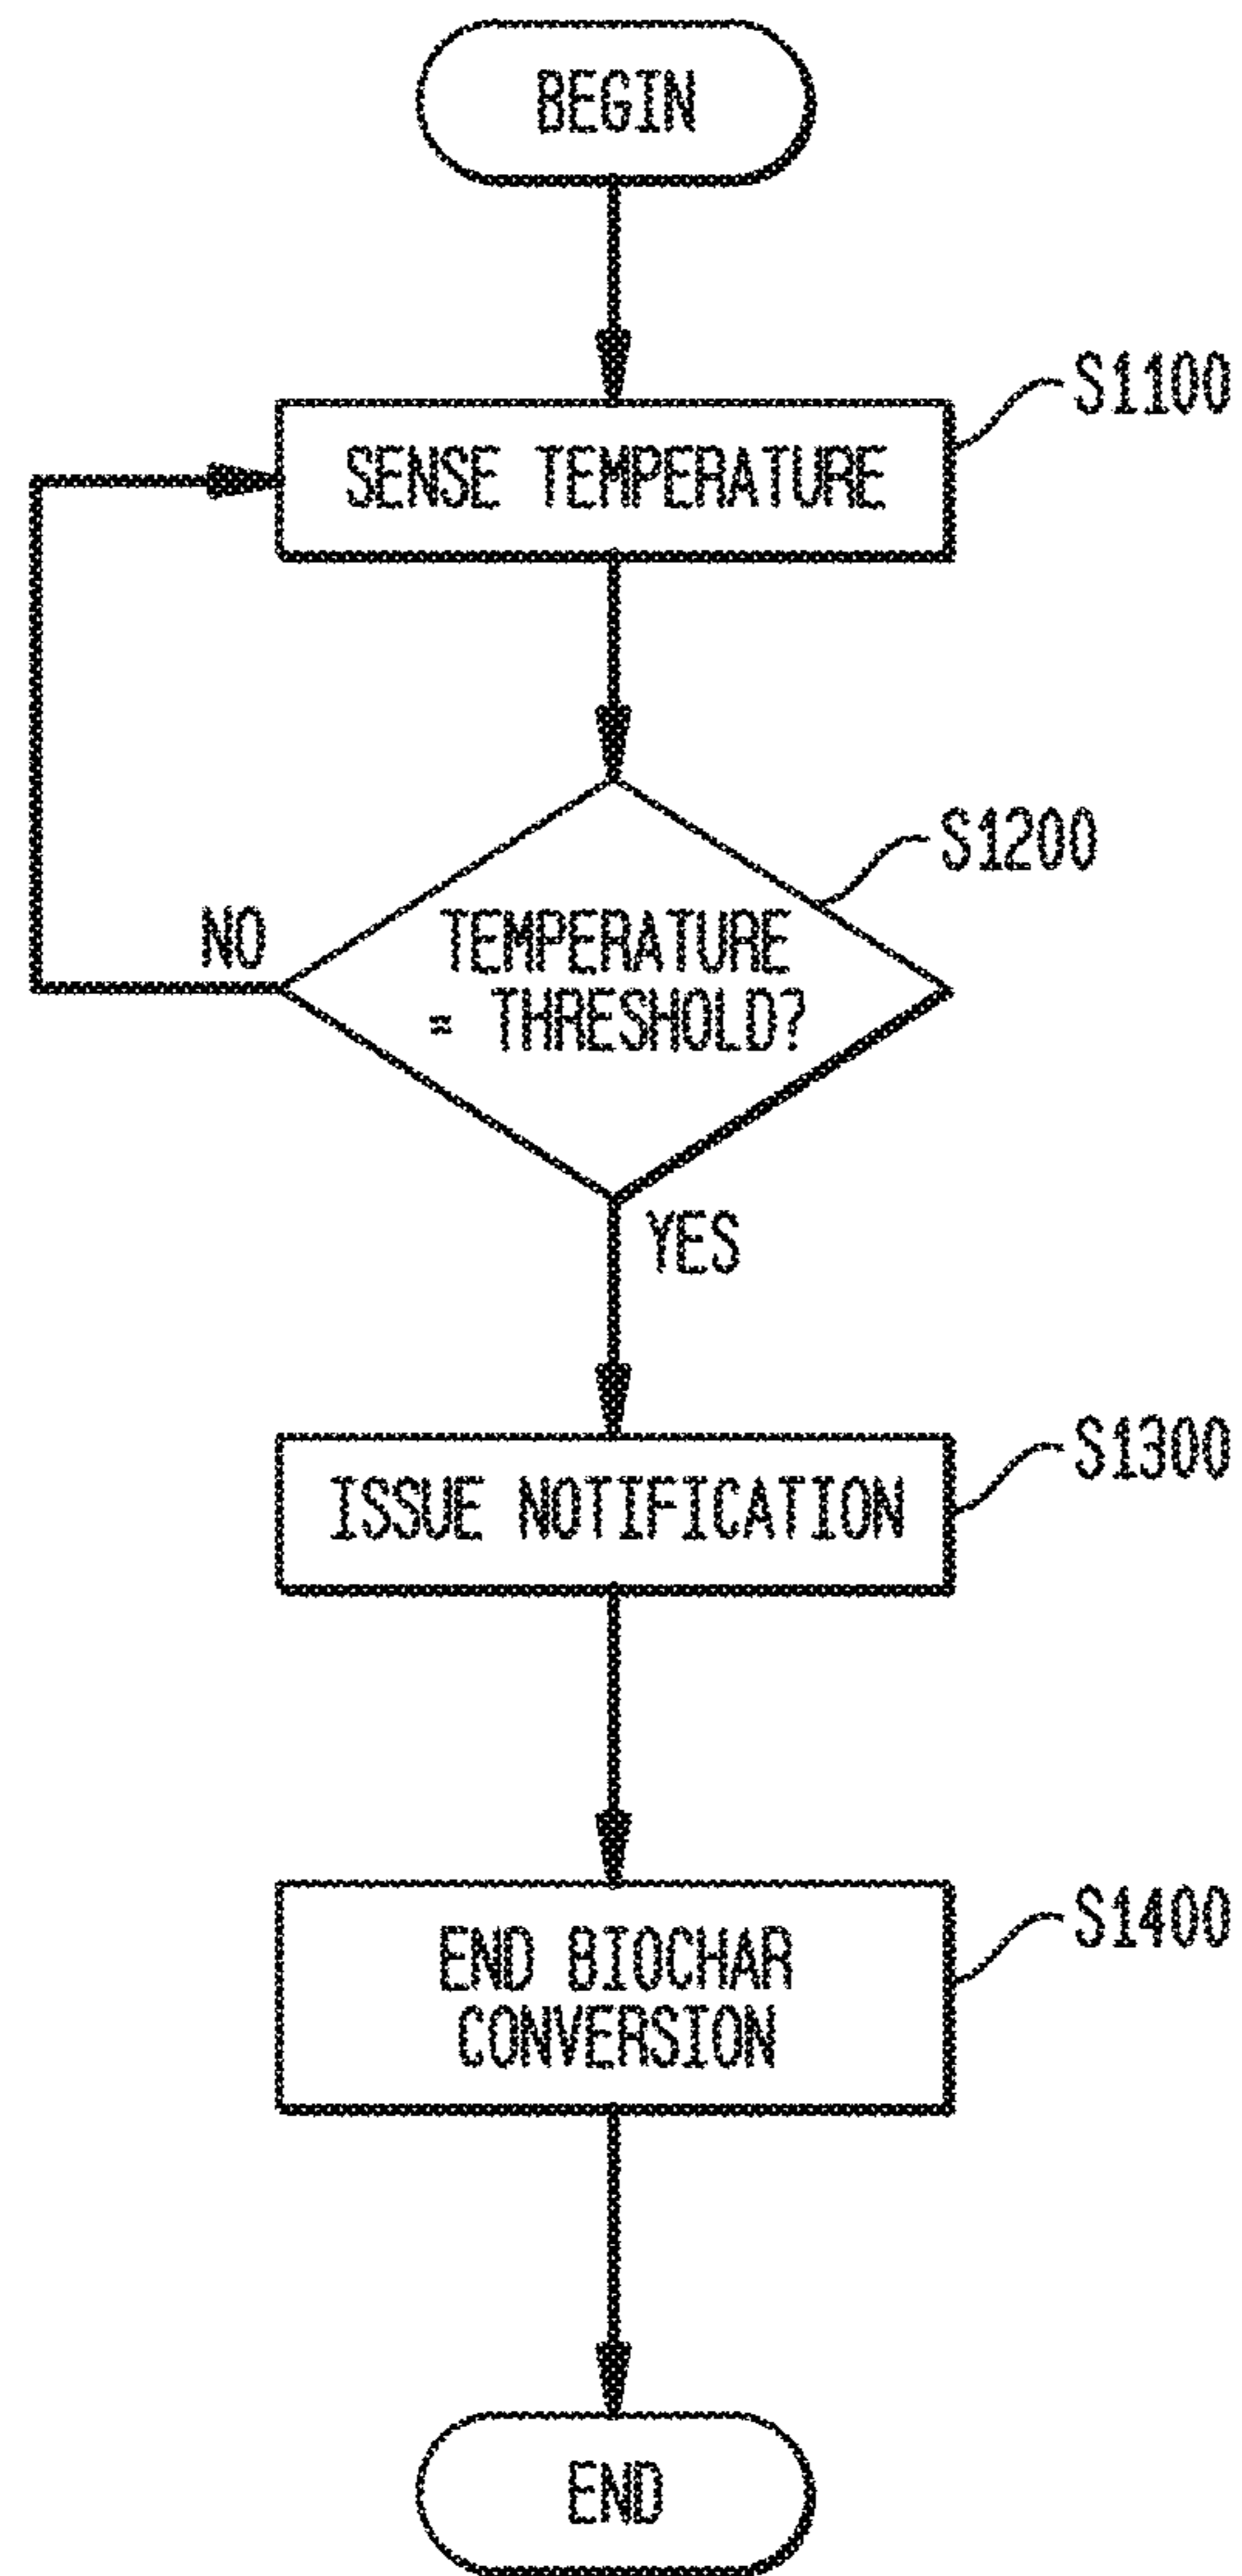 BEGIN
S1100
SENSE TEMPERATURE
S1200
NO
TEMPERATURE
= THRESHOLD?
YES
S1300
ISSUE NOTIFICATION
S1400
END BIOCHAR
CONVERSION
END